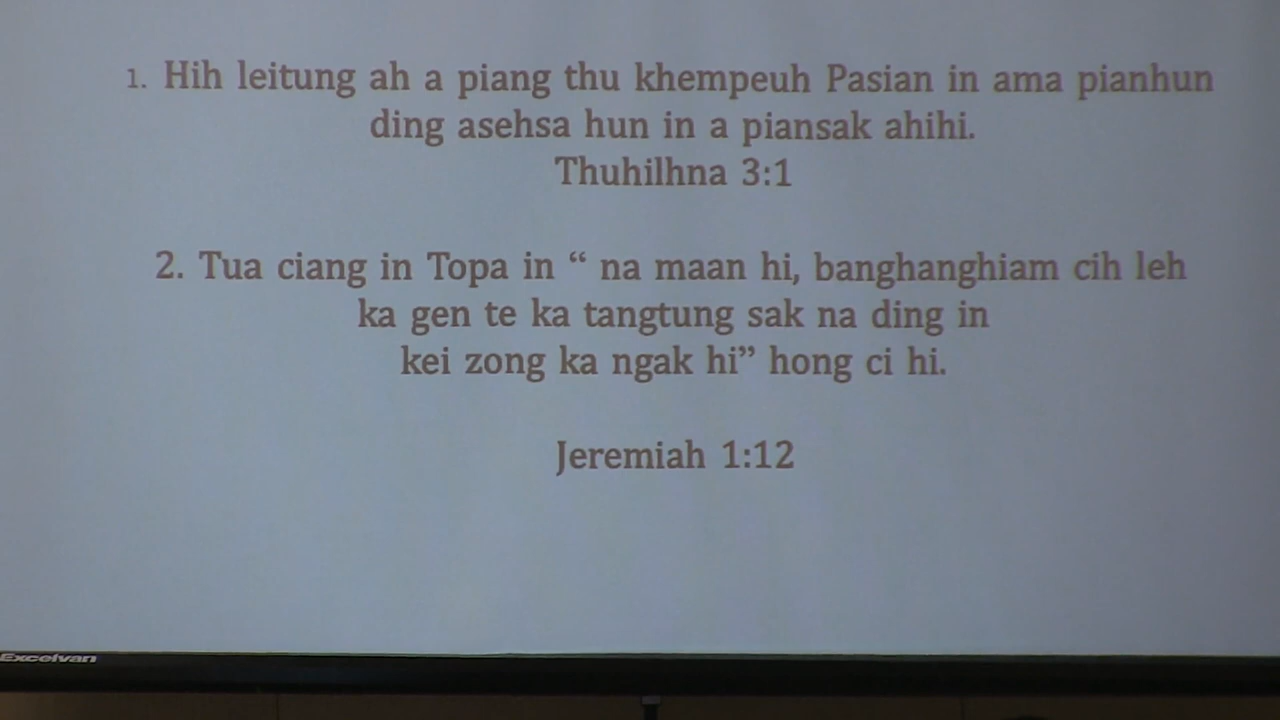 1. Hih leitung ah a piang thu khempeuh Pasian in ama pianhun
ding asehsa hun in a piansak ahihi.
Thuhilhna 3:1
2. Tua ciang in Topa in “ na maan hi, banghanghiam cih leh
ka gen te ka tangtung sak na ding in
kei zong ka ngak hi” hong ci hi.
Jeremiah 1:12
Excelvan